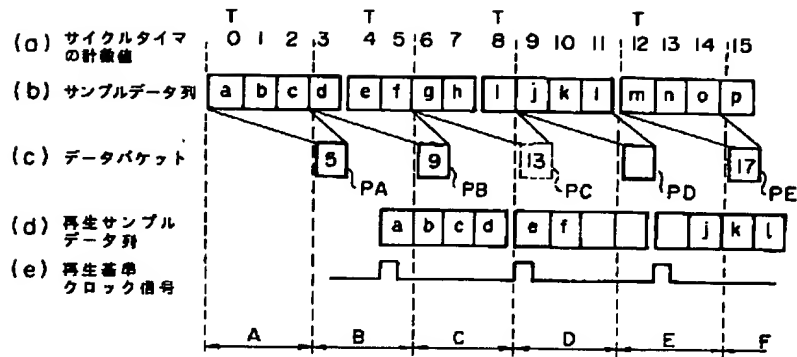 T T T T
(a) サイクルタイマ の計数値 0 1 2 3 4 5 6 7 8 9 10 11 12 13 14 15
(b) サンプルデータ列 a b c d e f g h l j k l m n o p
(c) データパケット 5 9 13 17
PA PB PC PD PE
(d) 再生サンプル データ列 a b c d e f j k l
(e) 再生基準 クロック信号
A B C D E F